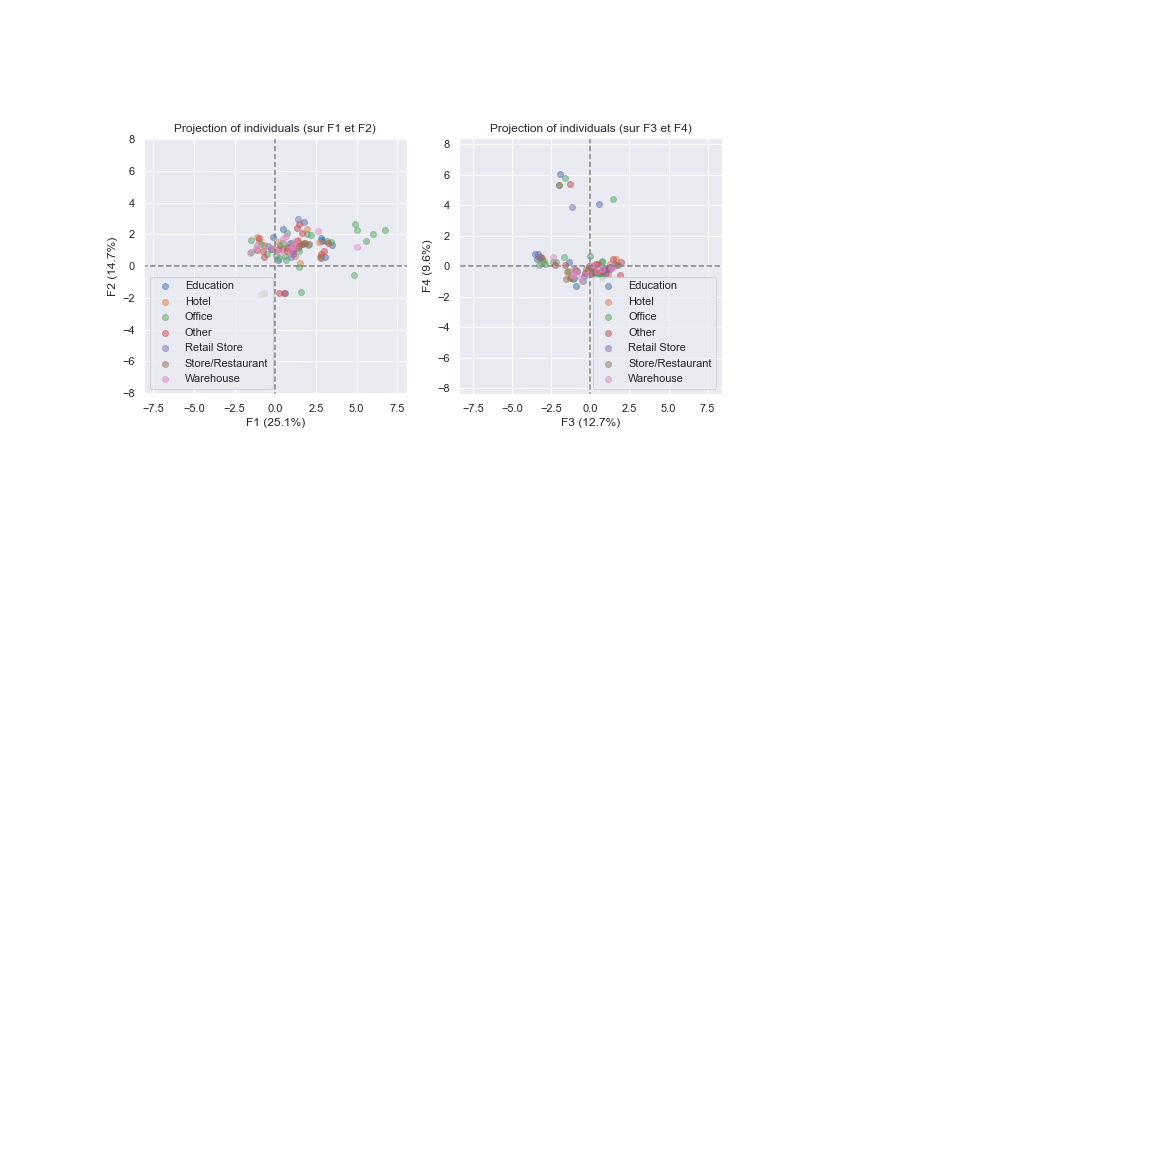 Projection of individuals (sur F1 et F2)
8
6
4
2
0
−2
−4
−6
−8
F2 (14.7%)
Education
Hotel
Office
Other
Retail Store
Store/Restaurant
Warehouse
−7.5 −5.0 −2.5 0.0 2.5 5.0 7.5
F1 (25.1%)
Projection of individuals (sur F3 et F4)
8
6
4
2
0
−2
−4
−6
−8
F4 (9.6%)
Education
Hotel
Office
Other
Retail Store
Store/Restaurant
Warehouse
−7.5 −5.0 −2.5 0.0 2.5 5.0 7.5
F3 (12.7%)